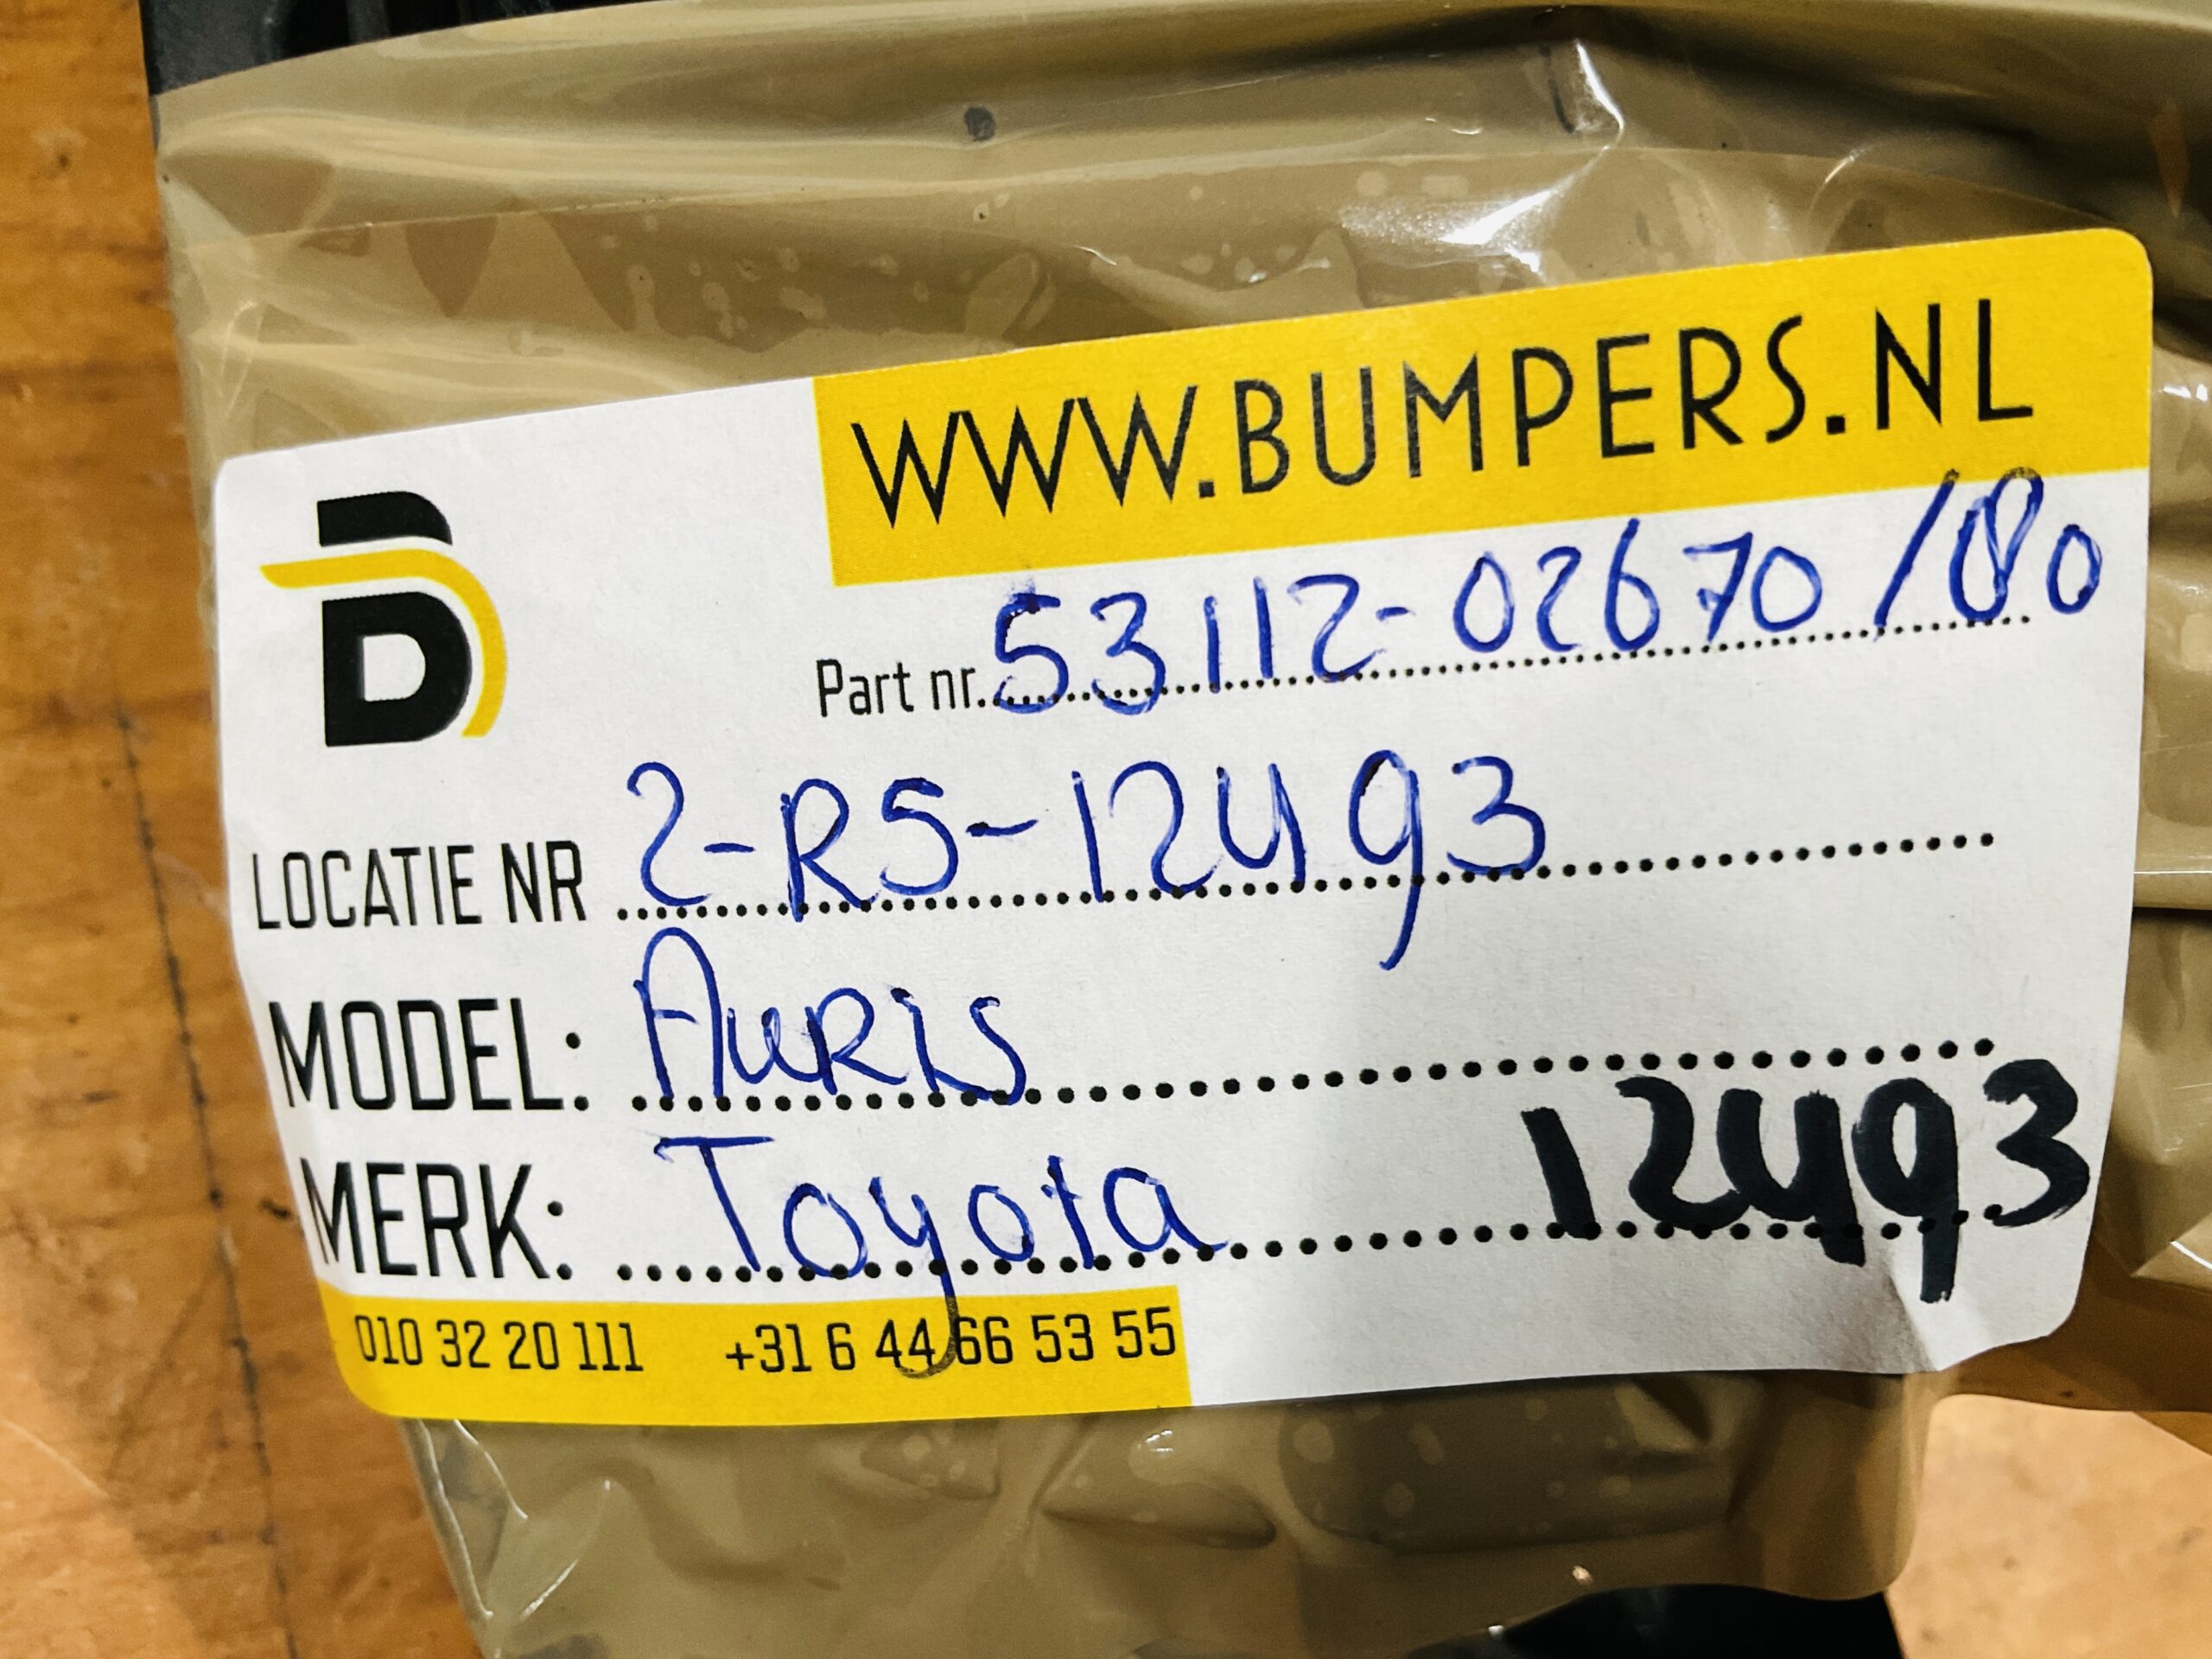 WWW.BUMPERS.NL
Part nr. 53112-02670 /80
LOCATIE NR 2-RS-12493
MODEL: Auris
MERK: Toyota 12493
010 32 20 111 +31 6 44 66 53 55